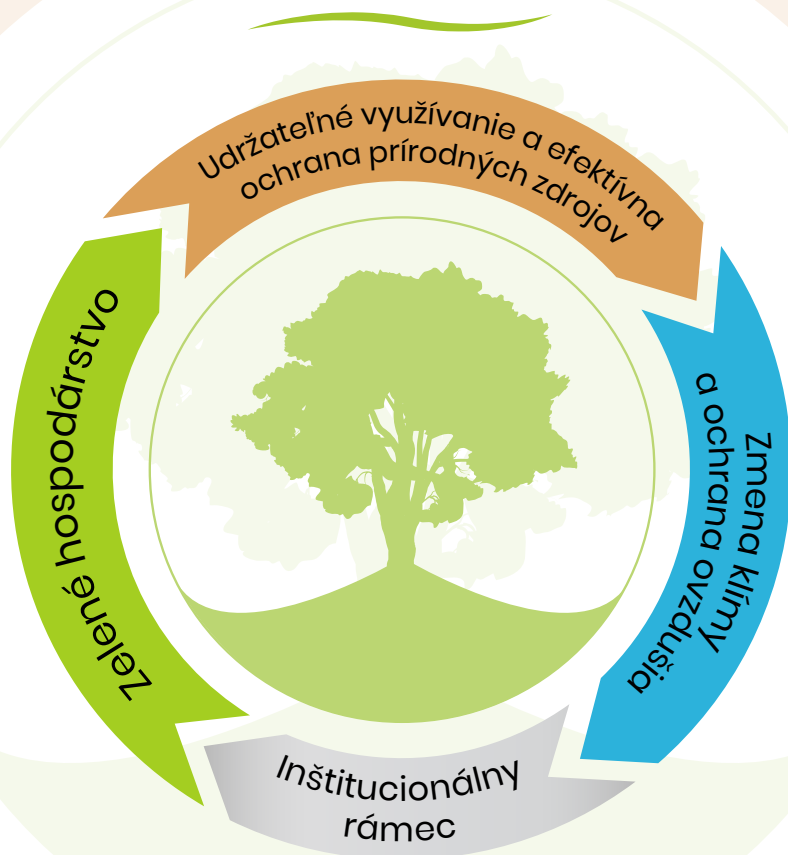 Udržateľné využívanie a efektívna
ochrana prírodných zdrojov
Zmena klímy
a ochrana ovzdušia
Inštitucionálny
rámec
Zelené hospodárstvo